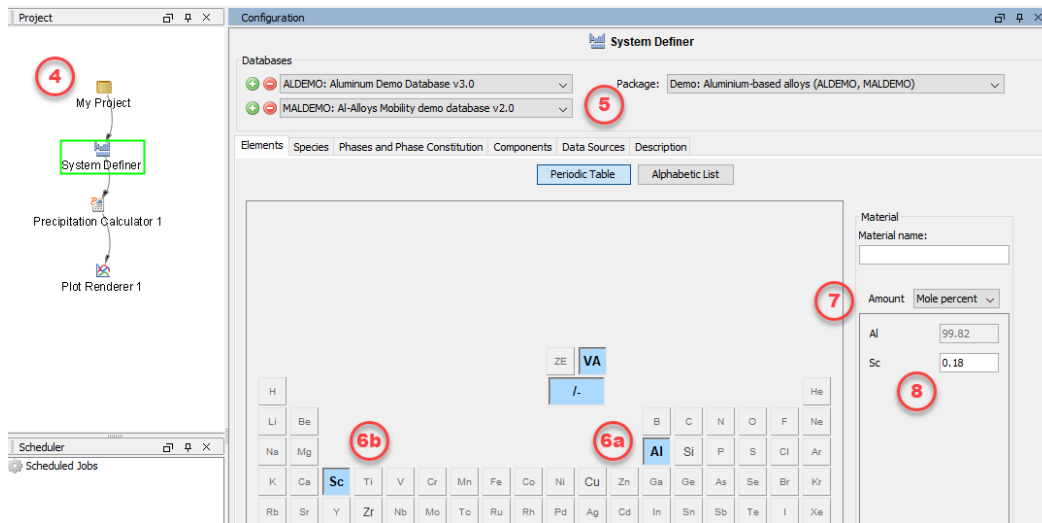 Project
Configuration
4
My Project
System Definer
Precipitation Calculator 1
Plot Renderer 1
Scheduler
Scheduled Jobs
System Definer
Databases
ALDEMO: Aluminum Demo Database v3.0
Package: Demo: Aluminium-based alloys (ALDEMO, MALDEMO)
MALDEMO: Al-Alloys Mobility demo database v2.0
5
Elements Species Phases and Phase Constitution Components Data Sources Description
Periodic Table Alphabetic List
Material
Material name:
7
Amount Mole percent
Al 99.82
Sc 0.18
8
ZE VA
H /- He
Li Be B C N O F Ne
6b 6a
Na Mg Al Si P S Cl Ar
K Ca Sc Ti V Cr Mn Fe Co Ni Cu Zn Ga Ge As Se Br Kr
Rb Sr Y Zr Nb Mo Tc Ru Rh Pd Ag Cd In Sn Sb Te I Xe